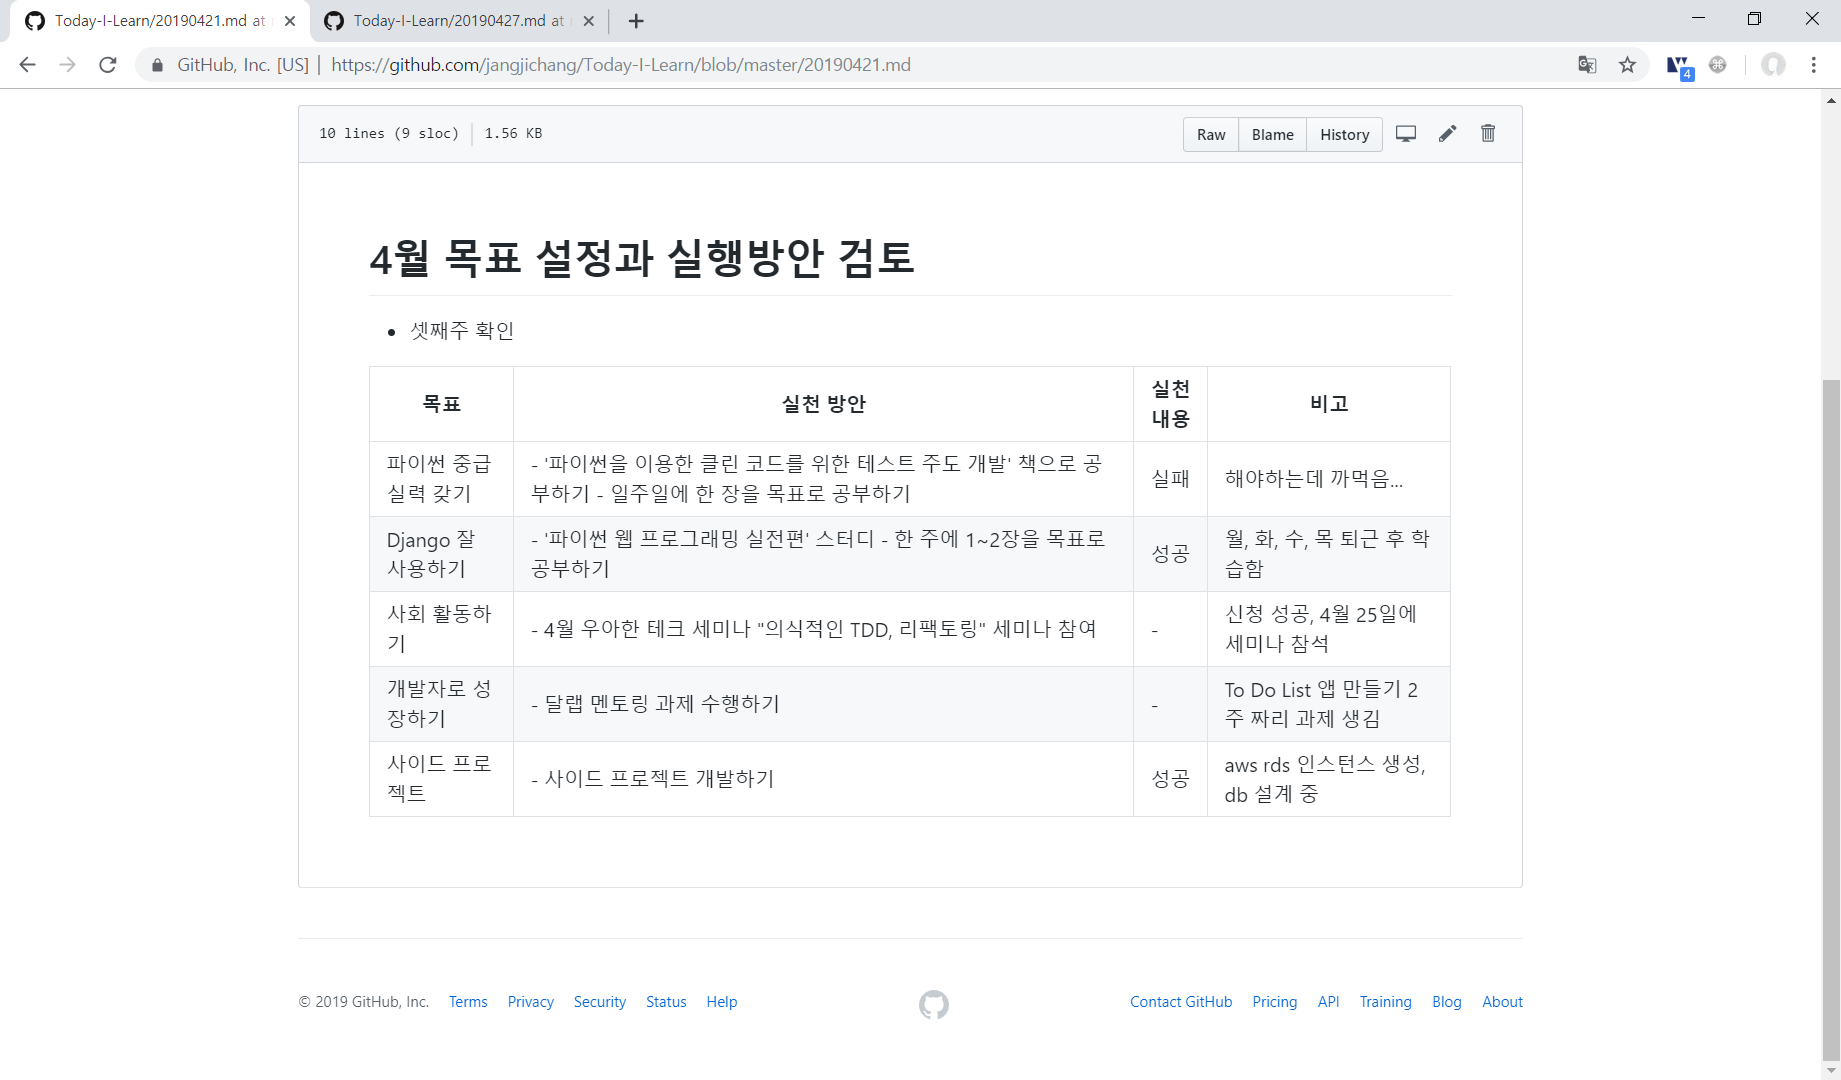 Today-I-Learn/20190421.md at
Today-I-Learn/20190427.md at
GitHub, Inc. [US] | https://github.com/jangjichang/Today-I-Learn/blob/master/20190421.md
4
10 lines (9 sloc) 1.56 KB
Raw Blame History
4월 목표 설정과 실행방안 검토
• 셋째주 확인
목표 실천 방안 실천 내용 비고
파이썬 중급 실력 갖기 - '파이썬을 이용한 클린 코드를 위한 테스트 주도 개발' 책으로 공부하기 - 일주일에 한 장을 목표로 공부하기 실패 해야하는데 까먹음...
Django 잘 사용하기 - '파이썬 웹 프로그래밍 실전편' 스터디 - 한 주에 1~2장을 목표로 공부하기 성공 월, 화, 수, 목 퇴근 후 학습함
사회 활동하기 - 4월 우아한 테크 세미나 "의식적인 TDD, 리팩토링" 세미나 참여 - 신청 성공, 4월 25일에 세미나 참석
개발자로 성장하기 - 달랩 멘토링 과제 수행하기 - To Do List 앱 만들기 2주 짜리 과제 생김
사이드 프로젝트 - 사이드 프로젝트 개발하기 성공 aws rds 인스턴스 생성, db 설계 중
© 2019 GitHub, Inc. Terms Privacy Security Status Help Contact GitHub Pricing API Training Blog About